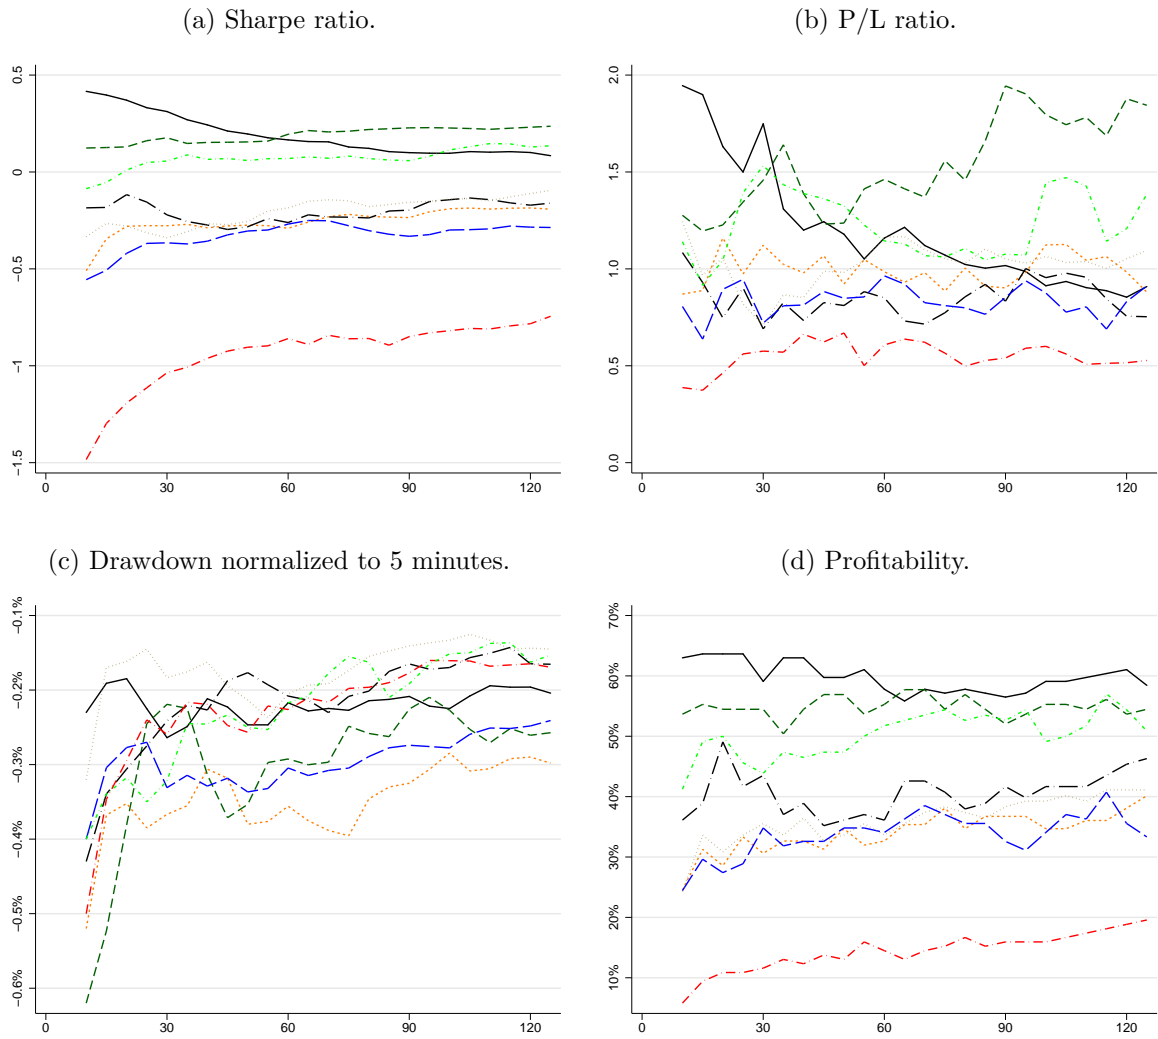 (a) Sharpe ratio.
0.5
0
−0.5
−1
−1.5
0 30 60 90 120
(b) P/L ratio.
2.0
1.5
1.0
0.5
0.0
0 30 60 90 120
(c) Drawdown normalized to 5 minutes.
−0.1%
−0.2%
−0.3%
−0.4%
−0.5%
−0.6%
0 30 60 90 120
(d) Profitability.
70%
60%
50%
40%
30%
20%
10%
0 30 60 90 120